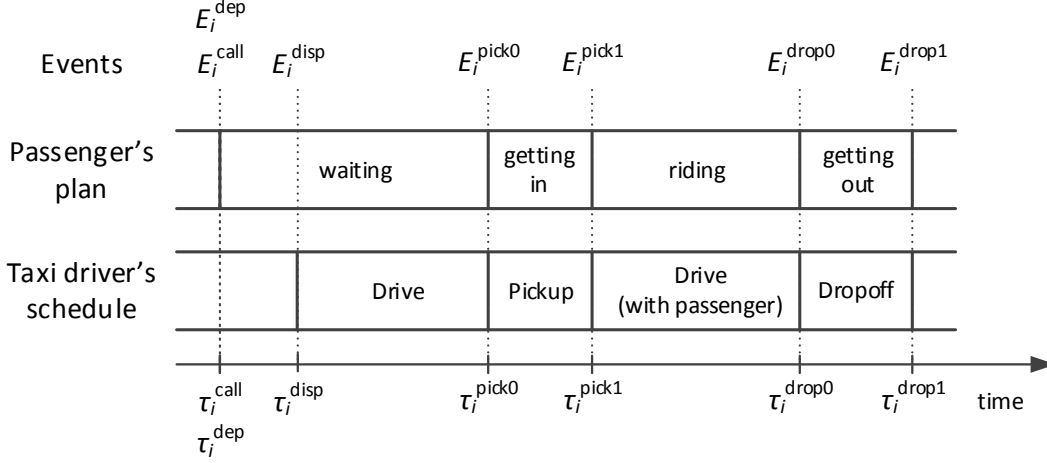 E_i^dep
Events E_i^call E_i^disp E_i^pick0 E_i^pick1 E_i^drop0 E_i^drop1
Passenger's
plan
waiting
getting
in
riding
getting
out
Taxi driver's
schedule
Drive
Pickup
Drive
(with passenger)
Dropoff
τ_i^call τ_i^disp τ_i^pick0 τ_i^pick1 τ_i^drop0 τ_i^drop1 time
τ_i^dep